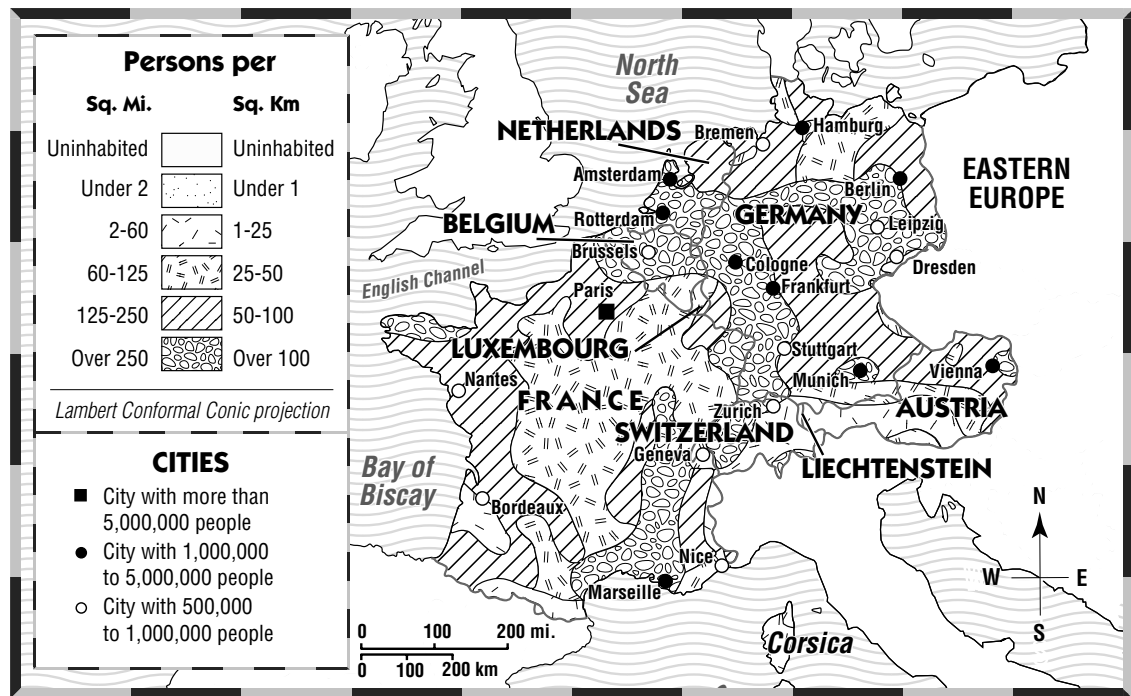 Persons per
Sq. Mi. Sq. Km
Uninhabited Uninhabited
Under 2 Under 1
2-60 1-25
60-125 25-50
125-250 50-100
Over 250 Over 100
Lambert Conformal Conic projection
CITIES
City with more than
5,000,000 people
City with 1,000,000
to 5,000,000 people
City with 500,000
to 1,000,000 people
North
Sea
NETHERLANDS
Bremen
Hamburg
EASTERN
EUROPE
Amsterdam
Berlin
BELGIUM
Rotterdam
GERMANY
Leipzig
Brussels
Cologne
Dresden
English Channel
Paris
Frankfurt
LUXEMBOURG
Stuttgart
Nantes
Munich
Vienna
FRANCE
Zurich
AUSTRIA
SWITZERLAND
Geneva
LIECHTENSTEIN
Bay of
Biscay
Bordeaux
Nice
Marseille
Corsica
N
W E
S
0 100 200 mi.
0 100 200 km